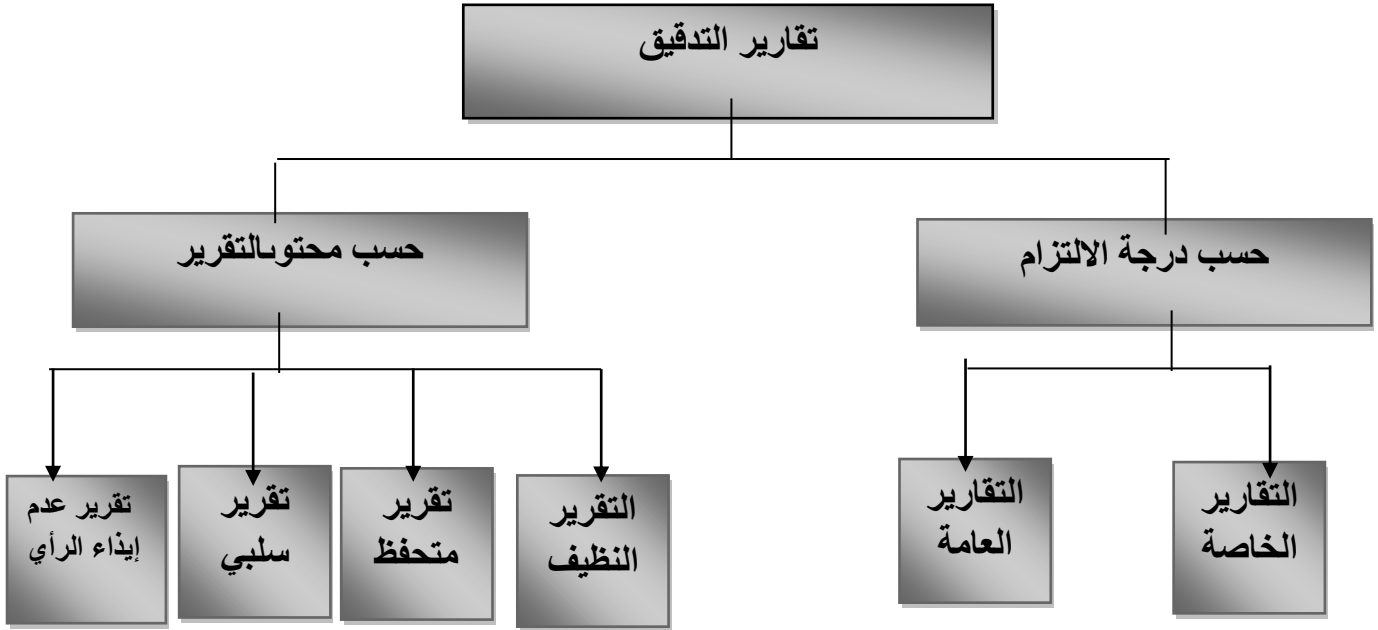 تقارير التدقيق
حسب درجة الالتزام
حسب محتوىالتقرير
التقارير
الخاصة
التقارير
العامة
التقرير
النظيف
تقرير
متحفظ
تقرير
سلبي
تقرير عدم
إيذاء الرأي